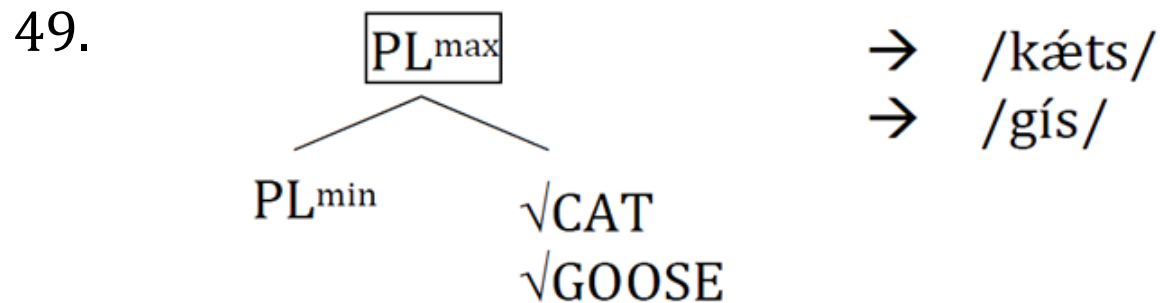 49. PLmax → /kǽts/
→ /gís/
PLmin √CAT
√GOOSE